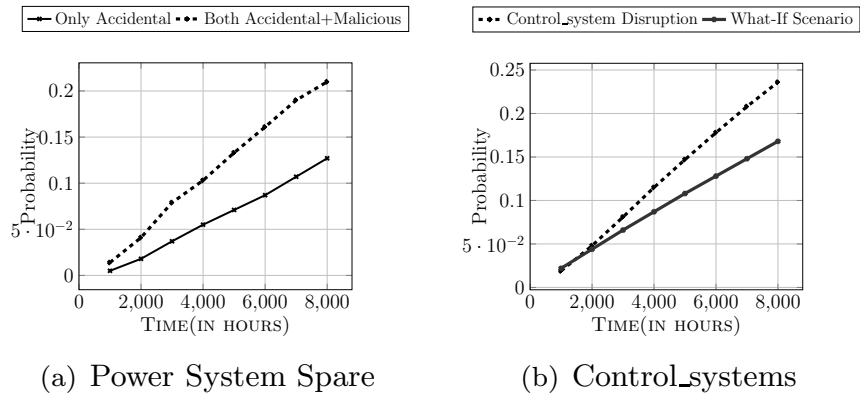 Only Accidental Both Accidental+Malicious
Control_system Disruption What-If Scenario
0.2
0.15
0.1
5 · 10−2
0
Probability
0 2,000 4,000 6,000 8,000
TIME(IN HOURS)
(a) Power System Spare
0.25
0.2
0.15
0.1
5 · 10−2
0
Probability
0 2,000 4,000 6,000 8,000
TIME(IN HOURS)
(b) Control_systems